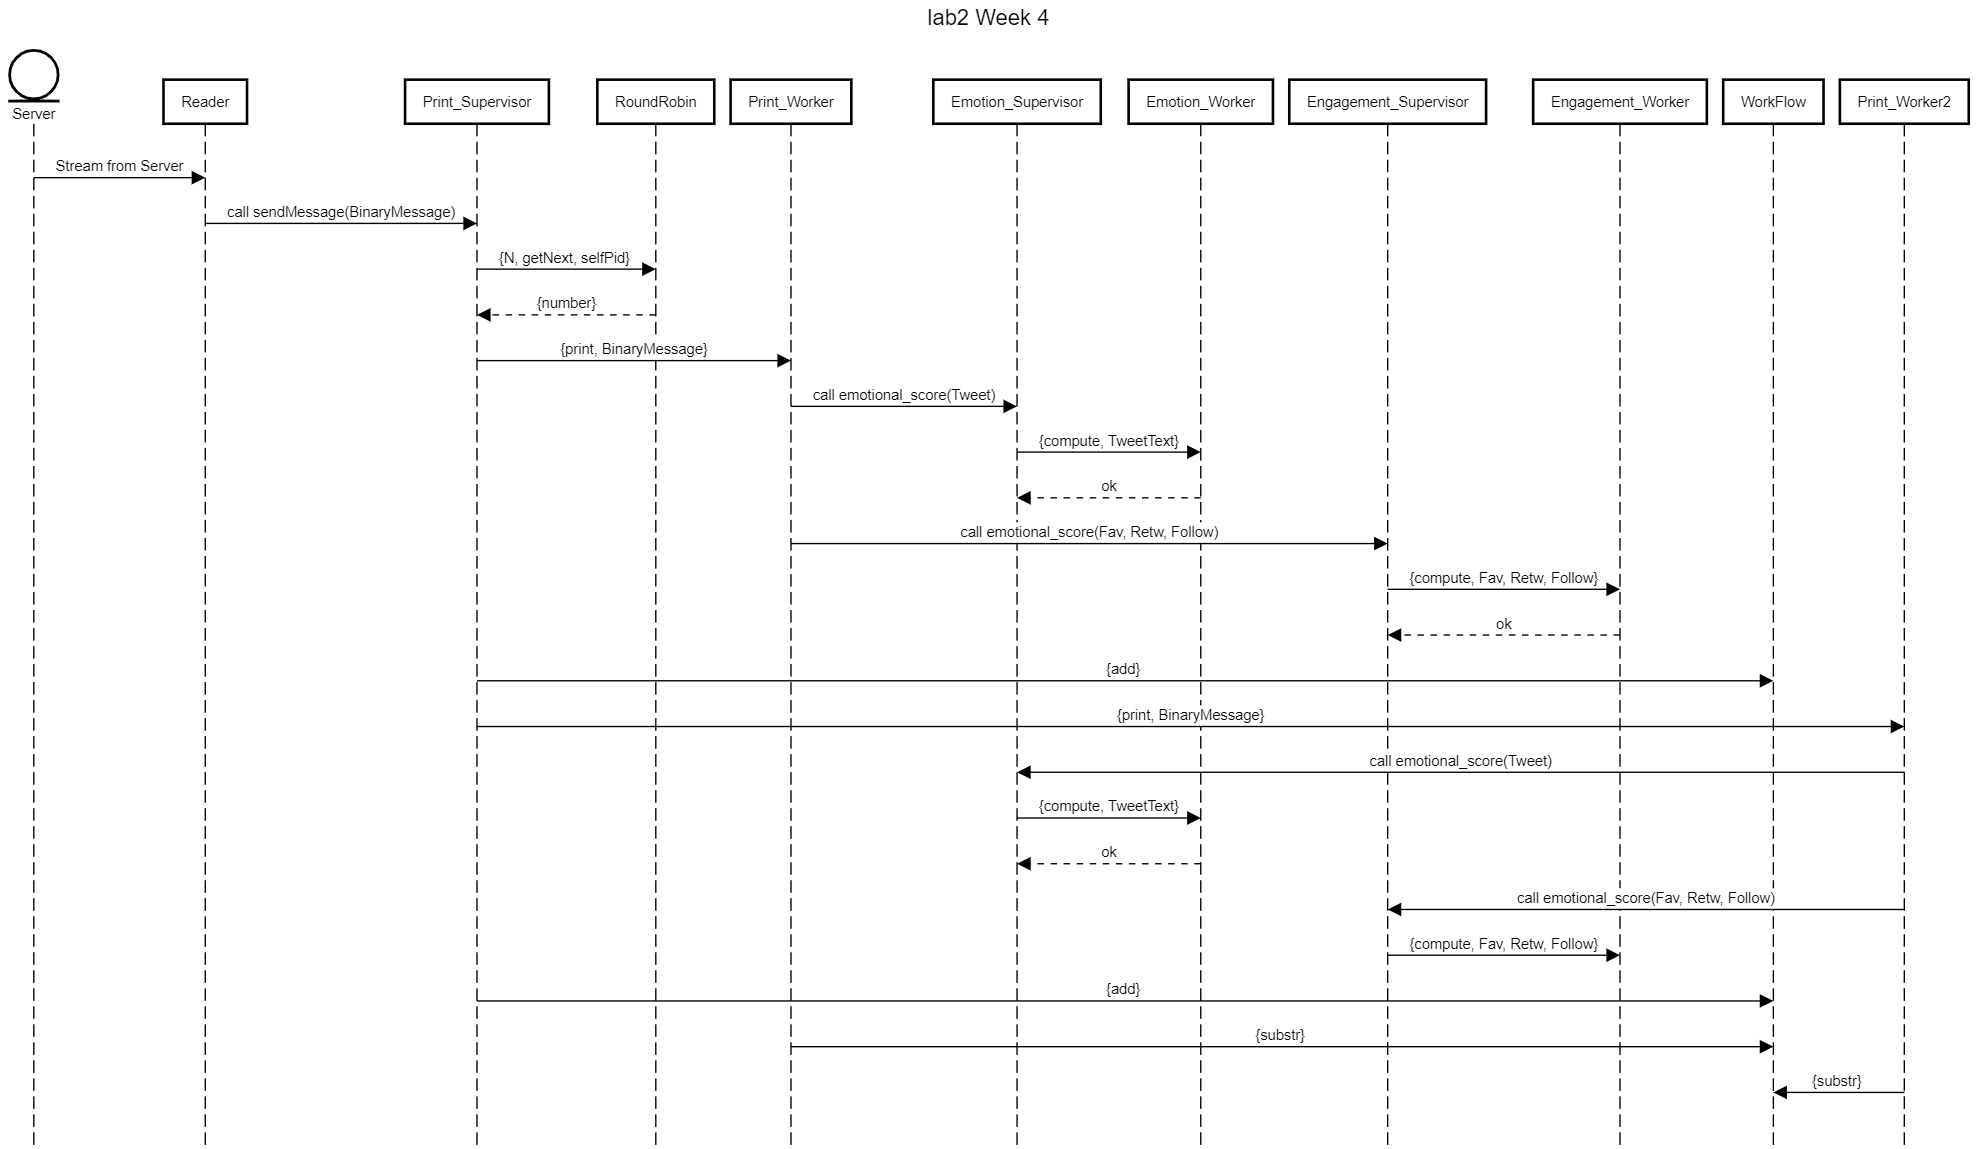 lab2 Week 4
Server
Reader
Print_Supervisor
RoundRobin
Print_Worker
Emotion_Supervisor
Emotion_Worker
Engagement_Supervisor
Engagement_Worker
WorkFlow
Print_Worker2
Stream from Server
call sendMessage(BinaryMessage)
{N, getNext, selfPid}
{number}
{print, BinaryMessage}
call emotional_score(Tweet)
{compute, TweetText}
ok
call emotional_score(Fav, Retw, Follow)
{compute, Fav, Retw, Follow}
ok
{add}
{print, BinaryMessage}
call emotional_score(Tweet)
{compute, TweetText}
ok
call emotional_score(Fav, Retw, Follow)
{compute, Fav, Retw, Follow}
{add}
{substr}
{substr}